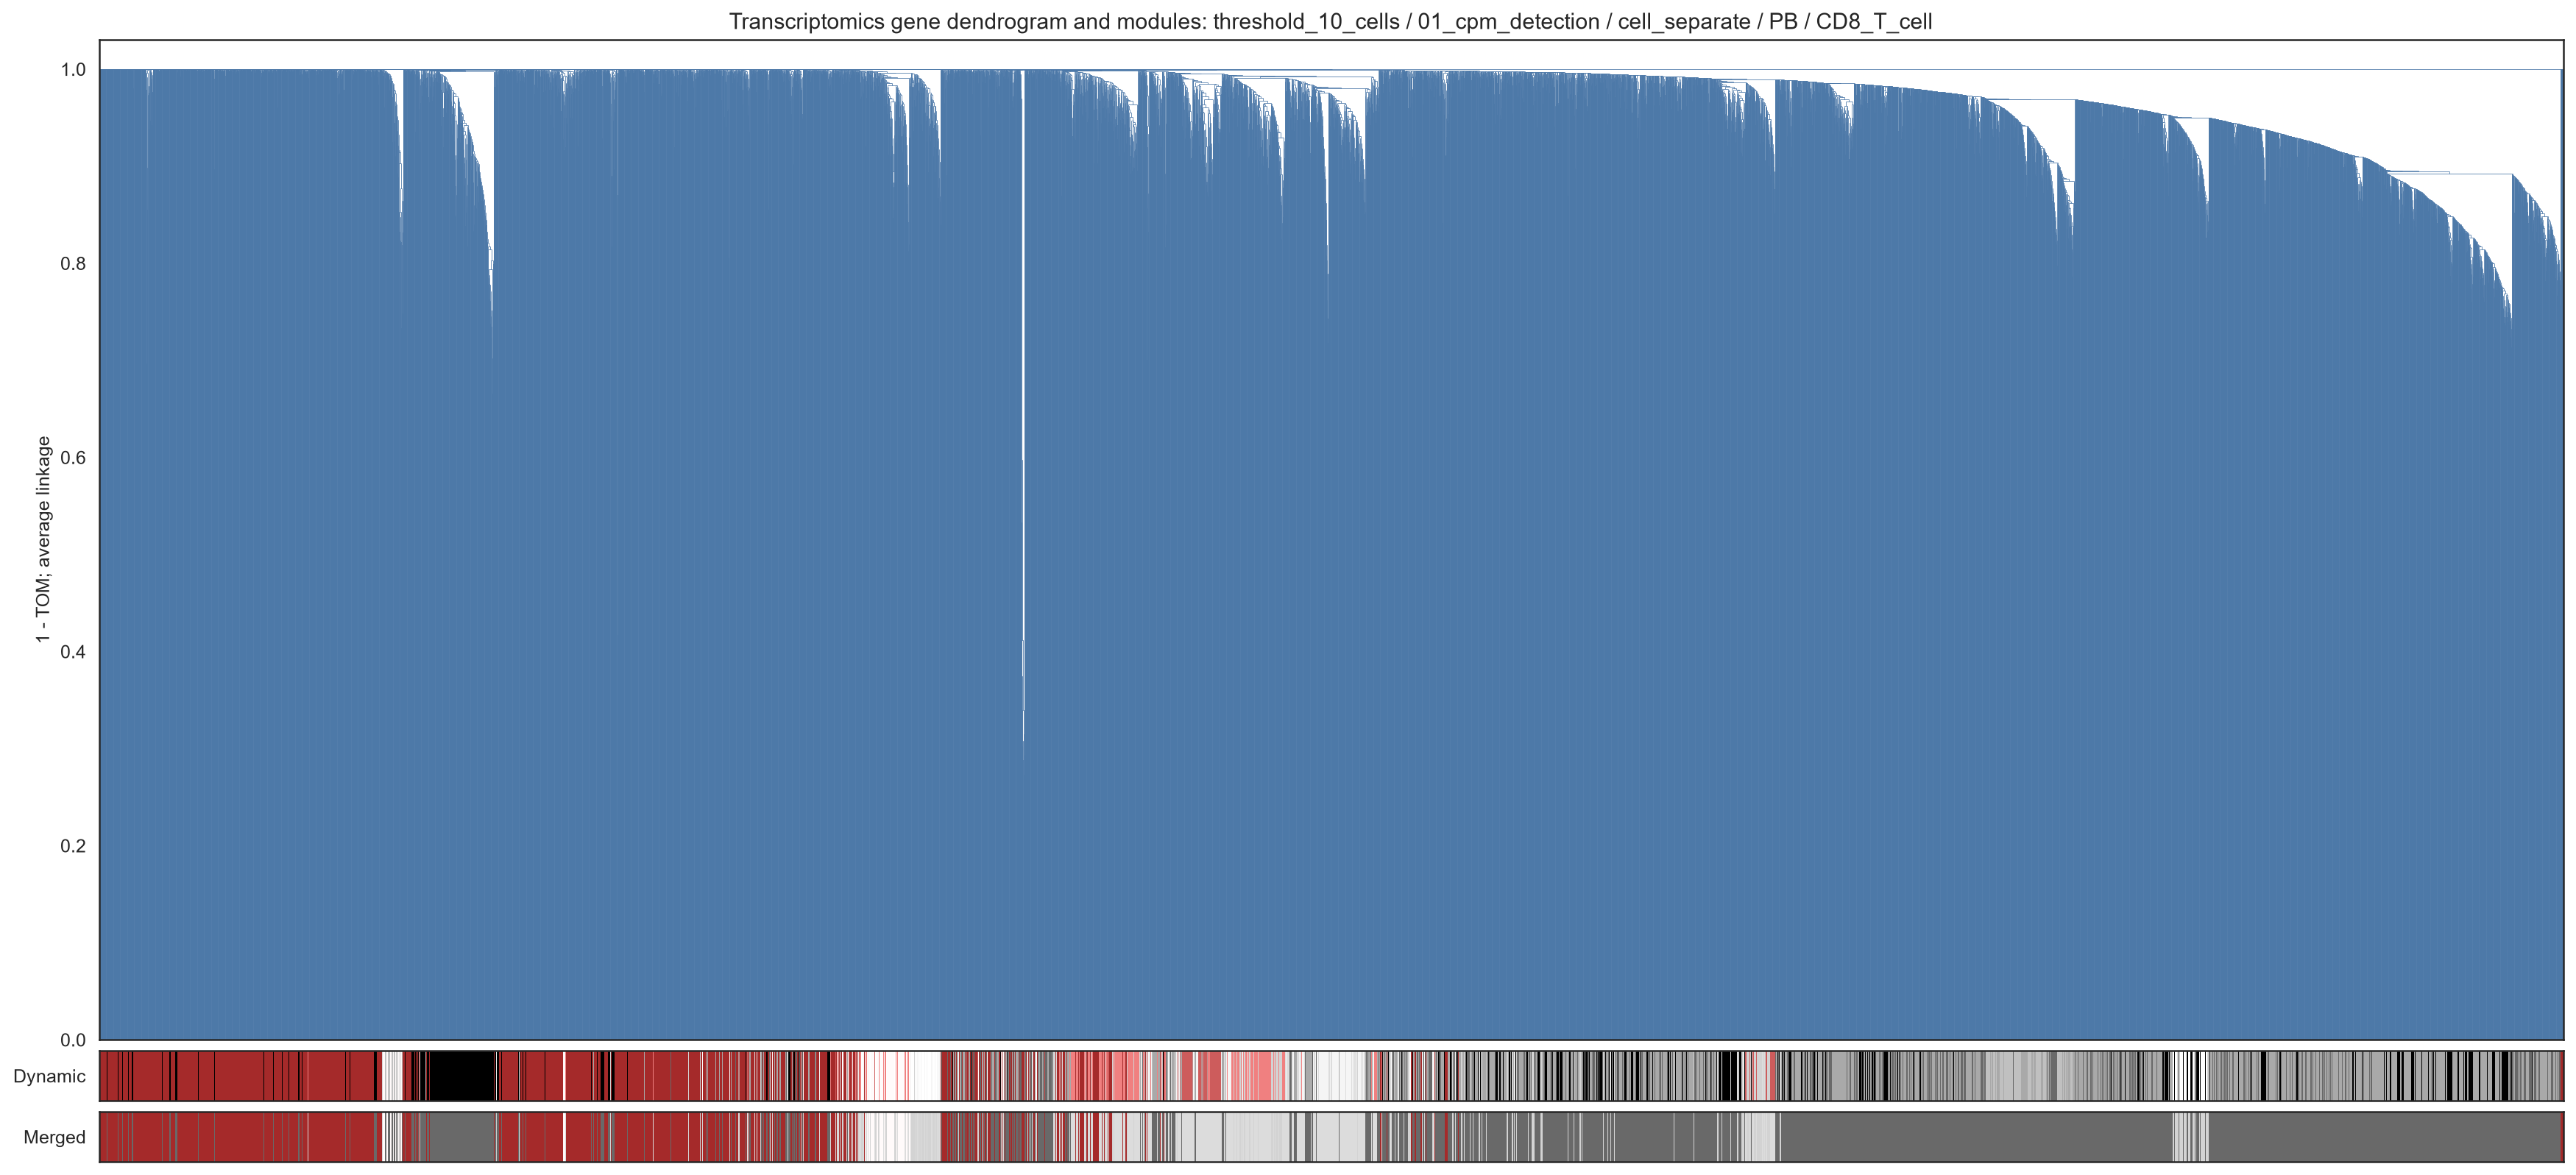 Transcriptomics gene dendrogram and modules: threshold_10_cells / 01_cpm_detection / cell_separate / PB / CD8_T_cell
1.0
0.8
0.6
0.4
0.2
0.0
1 - TOM; average linkage
Dynamic
Merged